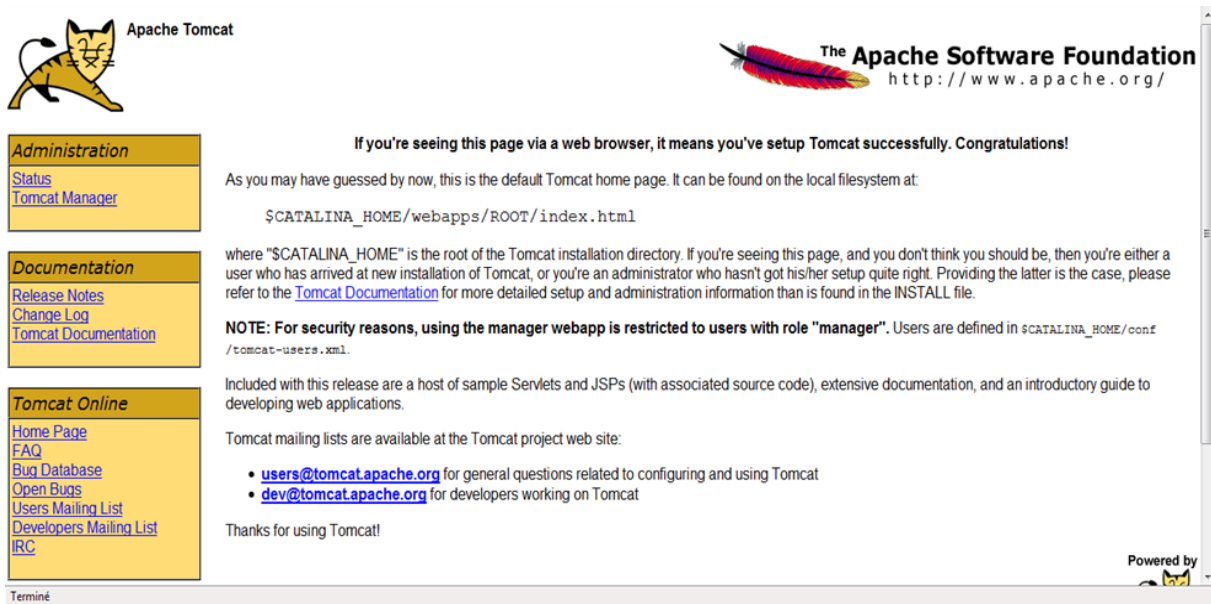 Apache Tomcat
The Apache Software Foundation
http://www.apache.org/
Administration
Status
Tomcat Manager
Documentation
Release Notes
Change Log
Tomcat Documentation
Tomcat Online
Home Page
FAQ
Bug Database
Open Bugs
Users Mailing List
Developers Mailing List
IRC
If you're seeing this page via a web browser, it means you've setup Tomcat successfully. Congratulations!
As you may have guessed by now, this is the default Tomcat home page. It can be found on the local filesystem at:
$CATALINA_HOME/webapps/ROOT/index.html
where "$CATALINA_HOME" is the root of the Tomcat installation directory. If you're seeing this page, and you don't think you should be, then you're either a
user who has arrived at new installation of Tomcat, or you're an administrator who hasn't got his/her setup quite right. Providing the latter is the case, please
refer to the Tomcat Documentation for more detailed setup and administration information than is found in the INSTALL file.
NOTE: For security reasons, using the manager webapp is restricted to users with role "manager". Users are defined in $CATALINA_HOME/conf
/tomcat-users.xml.
Included with this release are a host of sample Servlets and JSPs (with associated source code), extensive documentation, and an introductory guide to
developing web applications.
Tomcat mailing lists are available at the Tomcat project web site:
• users@tomcat.apache.org for general questions related to configuring and using Tomcat
• dev@tomcat.apache.org for developers working on Tomcat
Thanks for using Tomcat!
Powered by
Terminé